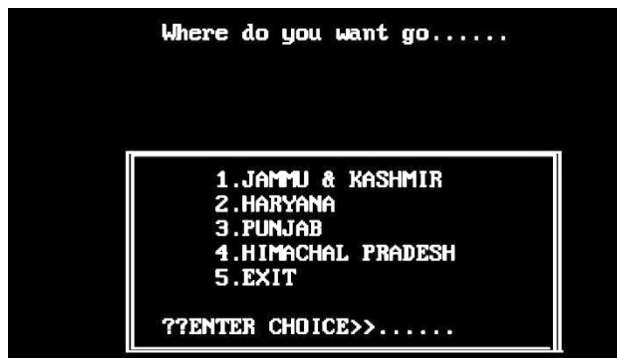 Where do you want go......
1.JAMMU & KASHMIR
2.HARYANA
3.PUNJAB
4.HIMACHAL PRADESH
5.EXIT
??ENTER CHOICE>>......